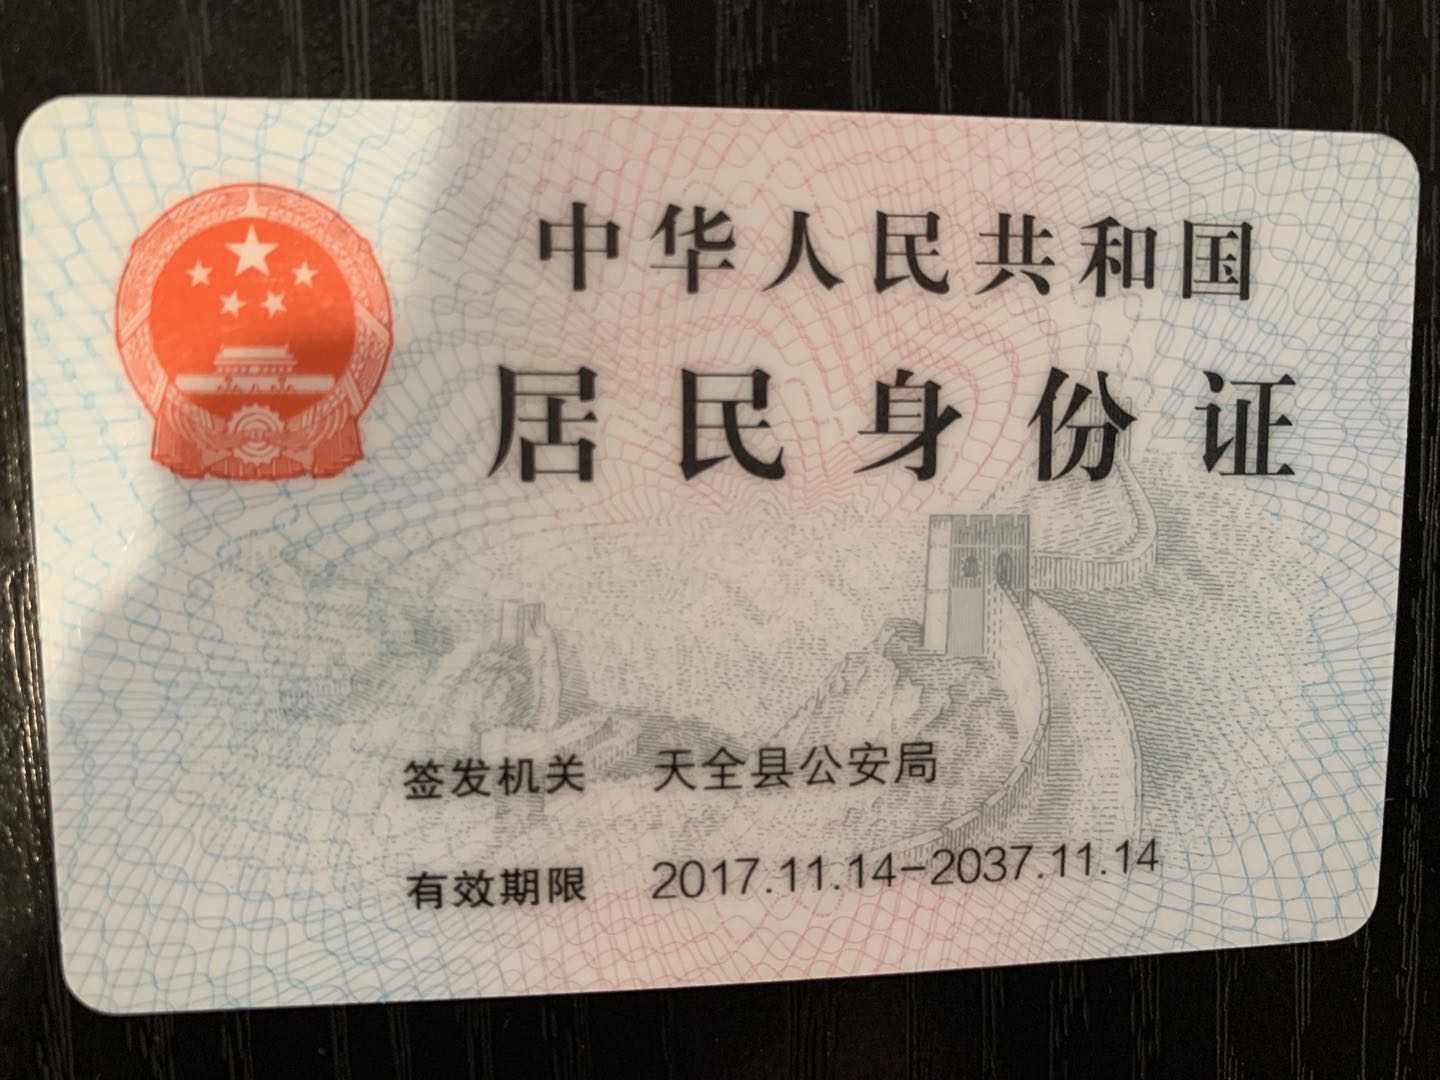 中华人民共和国
居民身份证
签发机关 天全县公安局
有效期限 2017.11.14-2037.11.14